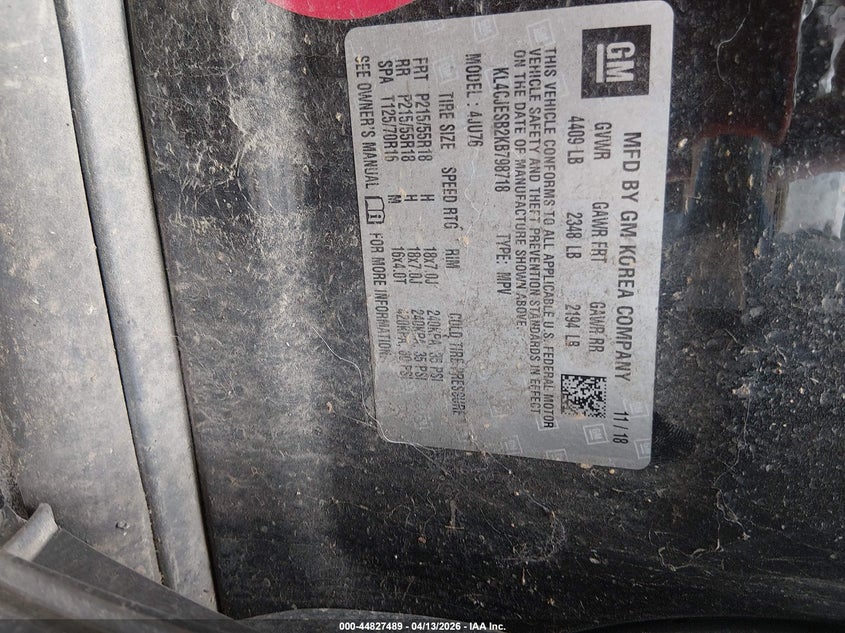 GM
MFD BY GM KOREA COMPANY 11/18
GVWR GAWR FRT GAWR RR
4409 LB 2348 LB 2194 LB
THIS VEHICLE CONFORMS TO ALL APPLICABLE U.S. FEDERAL MOTOR
VEHICLE SAFETY AND THEFT PREVENTION STANDARDS IN EFFECT
ON THE DATE OF MANUFACTURE SHOWN ABOVE.
KL4CJESB2KB798718 TYPE: MPV
MODEL: 4JU76
TIRE SIZE SPEED RTG RIM COLD TIRE PRESSURE
FRT P215/55R18 H 18x7.0J 240KPA 35 PSI
RR P215/55R18 H 18x7.0J 240KPA 35 PSI
SPA T125/70R16 M 16x4.0T 420KPA 60 PSI
SEE OWNER'S MANUAL FOR MORE INFORMATION.
000-44827489 - 04/13/2026 - IAA Inc.